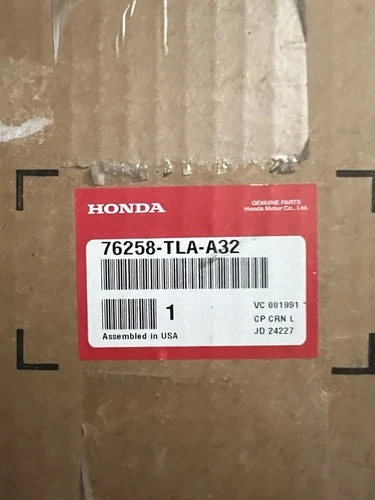 HONDA
GENUINE PARTS
Honda Motor Co., Ltd.
76258-TLA-A32
1
VC 001991
CP CRN L
JD 24227
Assembled in USA